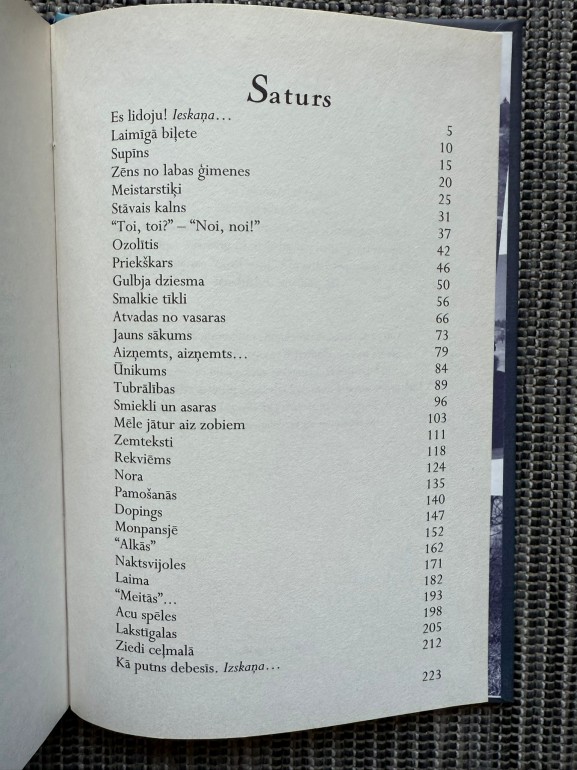 Saturs
Es lidoju! Ieskaņa…
Laimīgā biļete
Supīns
Zēns no labas ģimenes
Meistarstiķi
Stāvais kalns
“Toi, toi?” – “Noi, noi!”
Ozolītis
Priekškars
Gulbja dziesma
Smalkie tīkli
Atvadas no vasaras
Jauns sākums
Aizņemts, aizņemts…
Ūnikums
Tubrālības
Smiekli un asaras
Mēle jātur aiz zobiem
Zemteksti
Rekviēms
Nora
Pamošanās
Dopings
Monpansjē
“Alkās”
Naktsvijoles
Laima
“Meitās”…
Acu spēles
Lakstīgalas
Ziedi ceļmalā
Kā putns debesīs. Izskaņa…
5
10
15
20
25
31
37
42
46
50
56
66
73
79
84
89
96
103
111
118
124
135
140
147
152
162
171
182
193
198
205
212
223